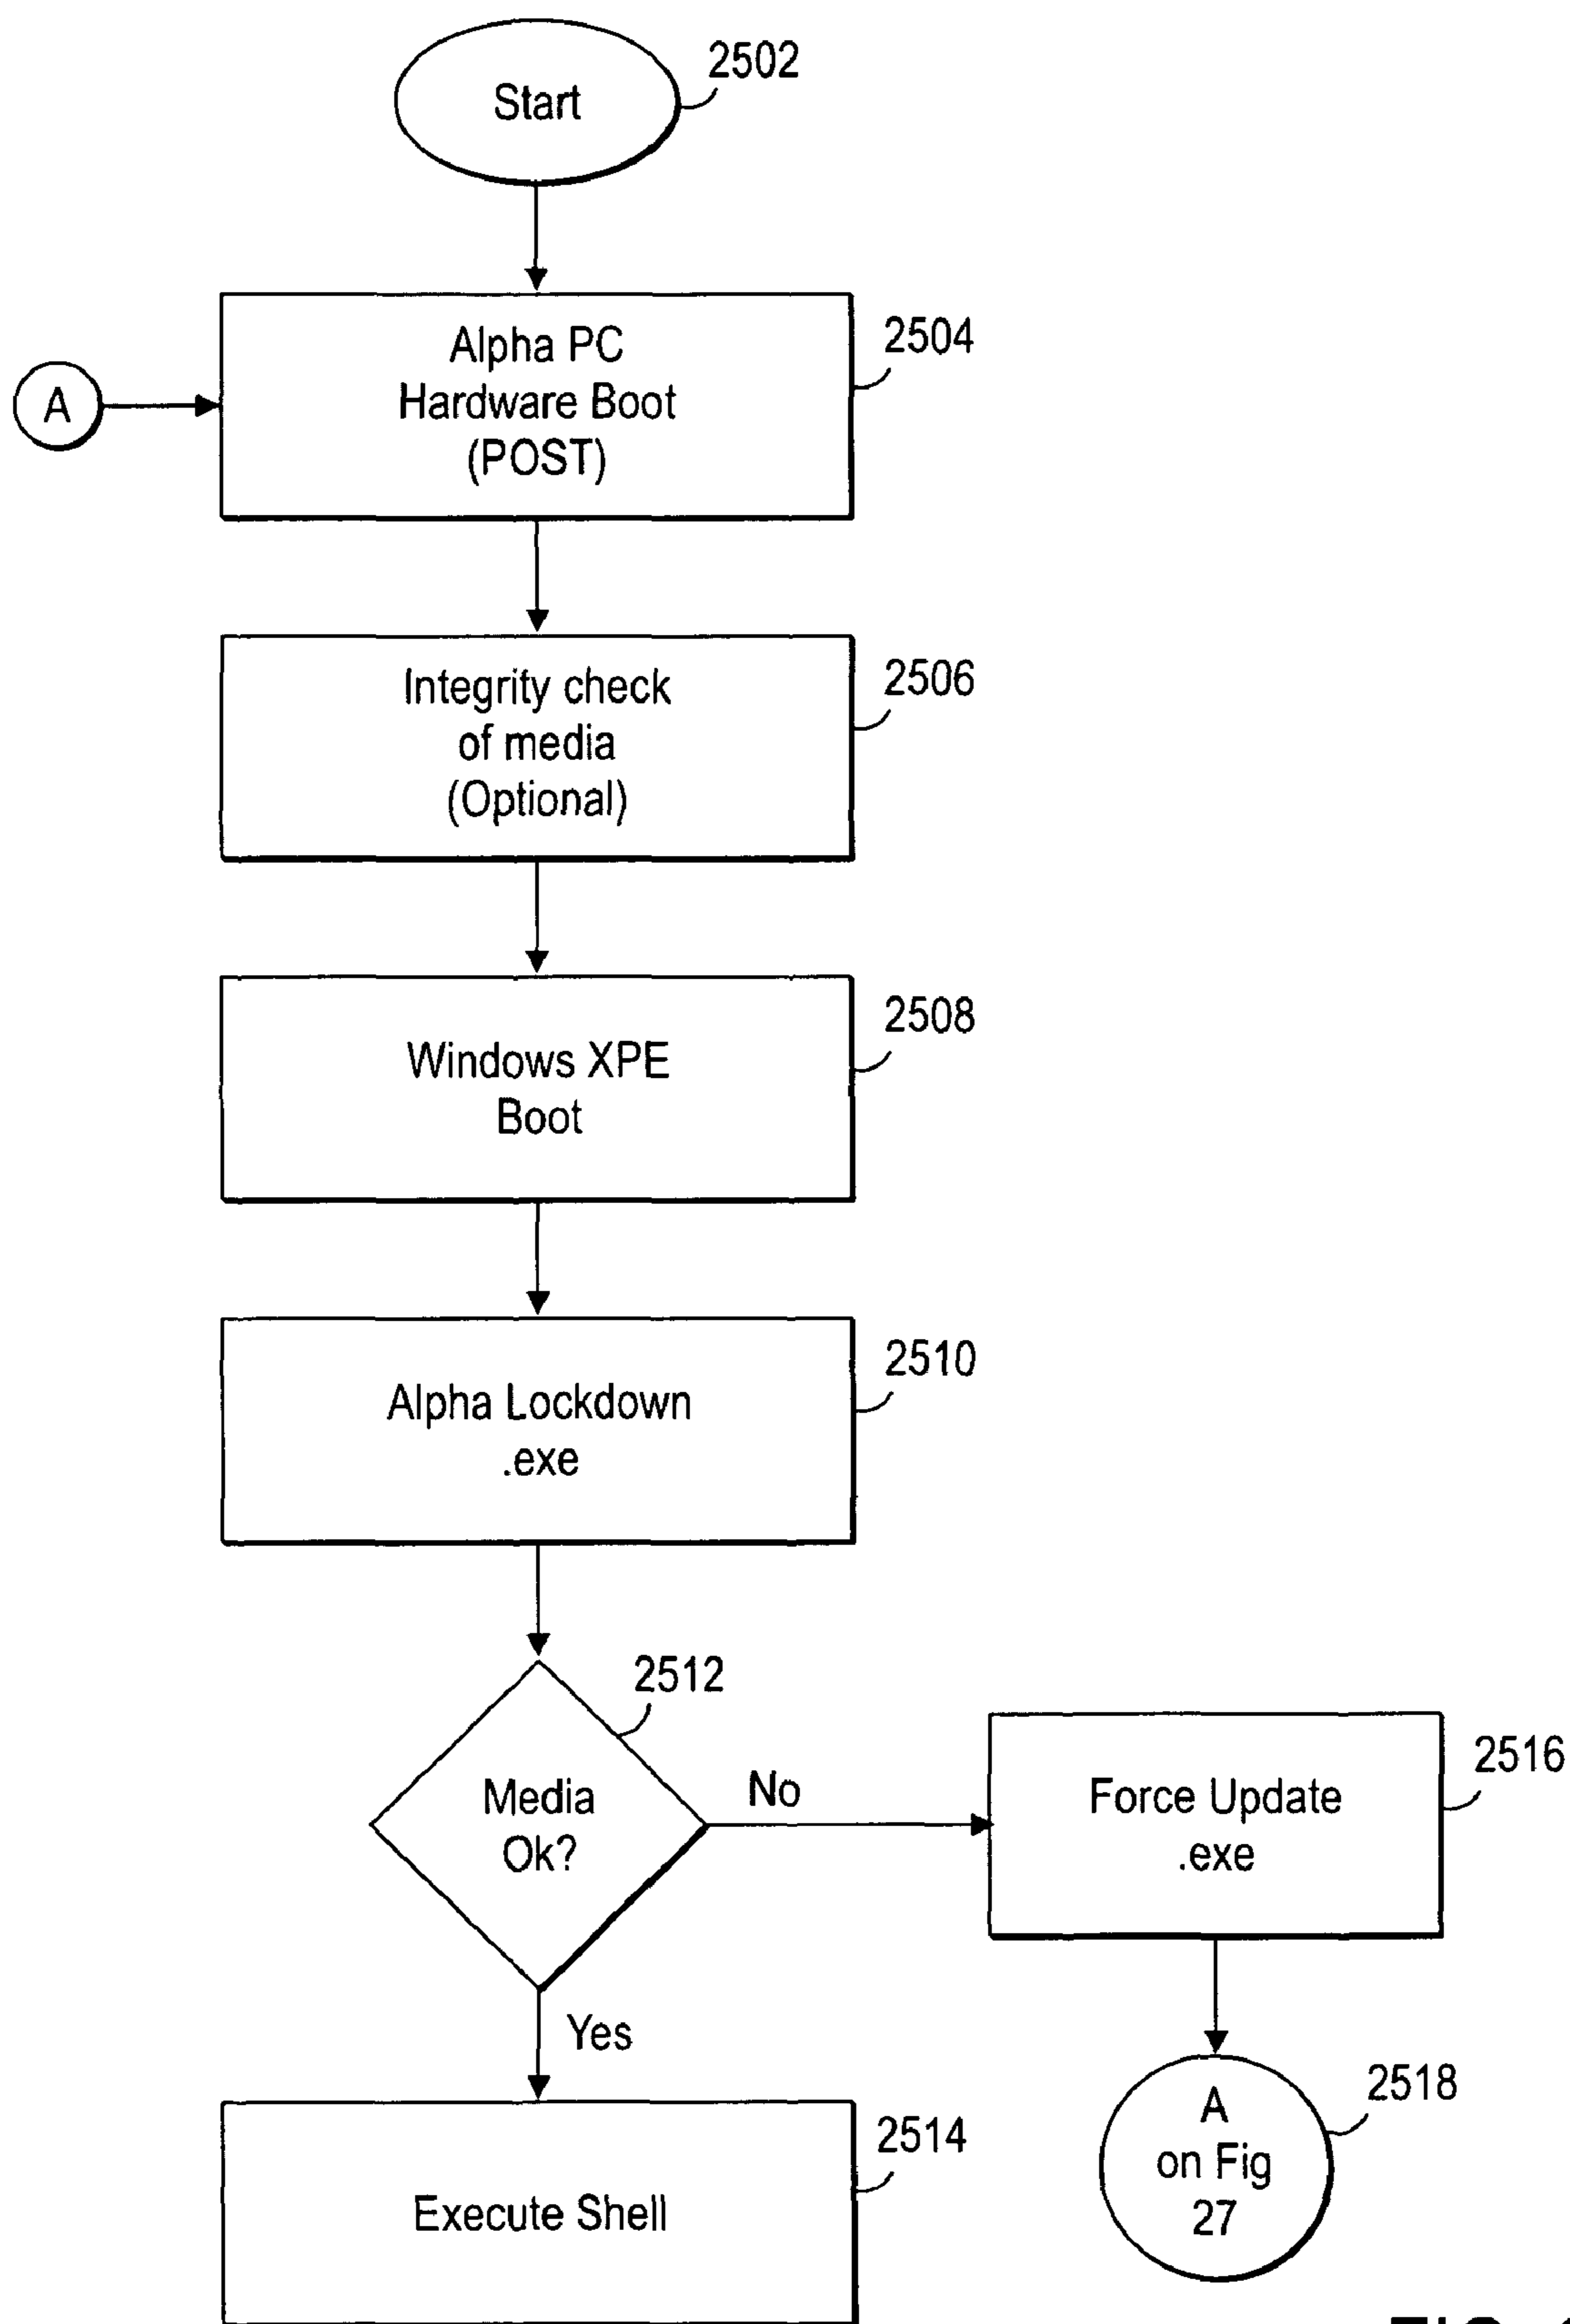 Start
2502
A
Alpha PC
Hardware Boot
(POST)
2504
Integrity check
of media
(Optional)
2506
Windows XPE
Boot
2508
Alpha Lockdown
.exe
2510
Media
Ok?
2512
No
Yes
Force Update
.exe
2516
A
on Fig
27
2518
Execute Shell
2514